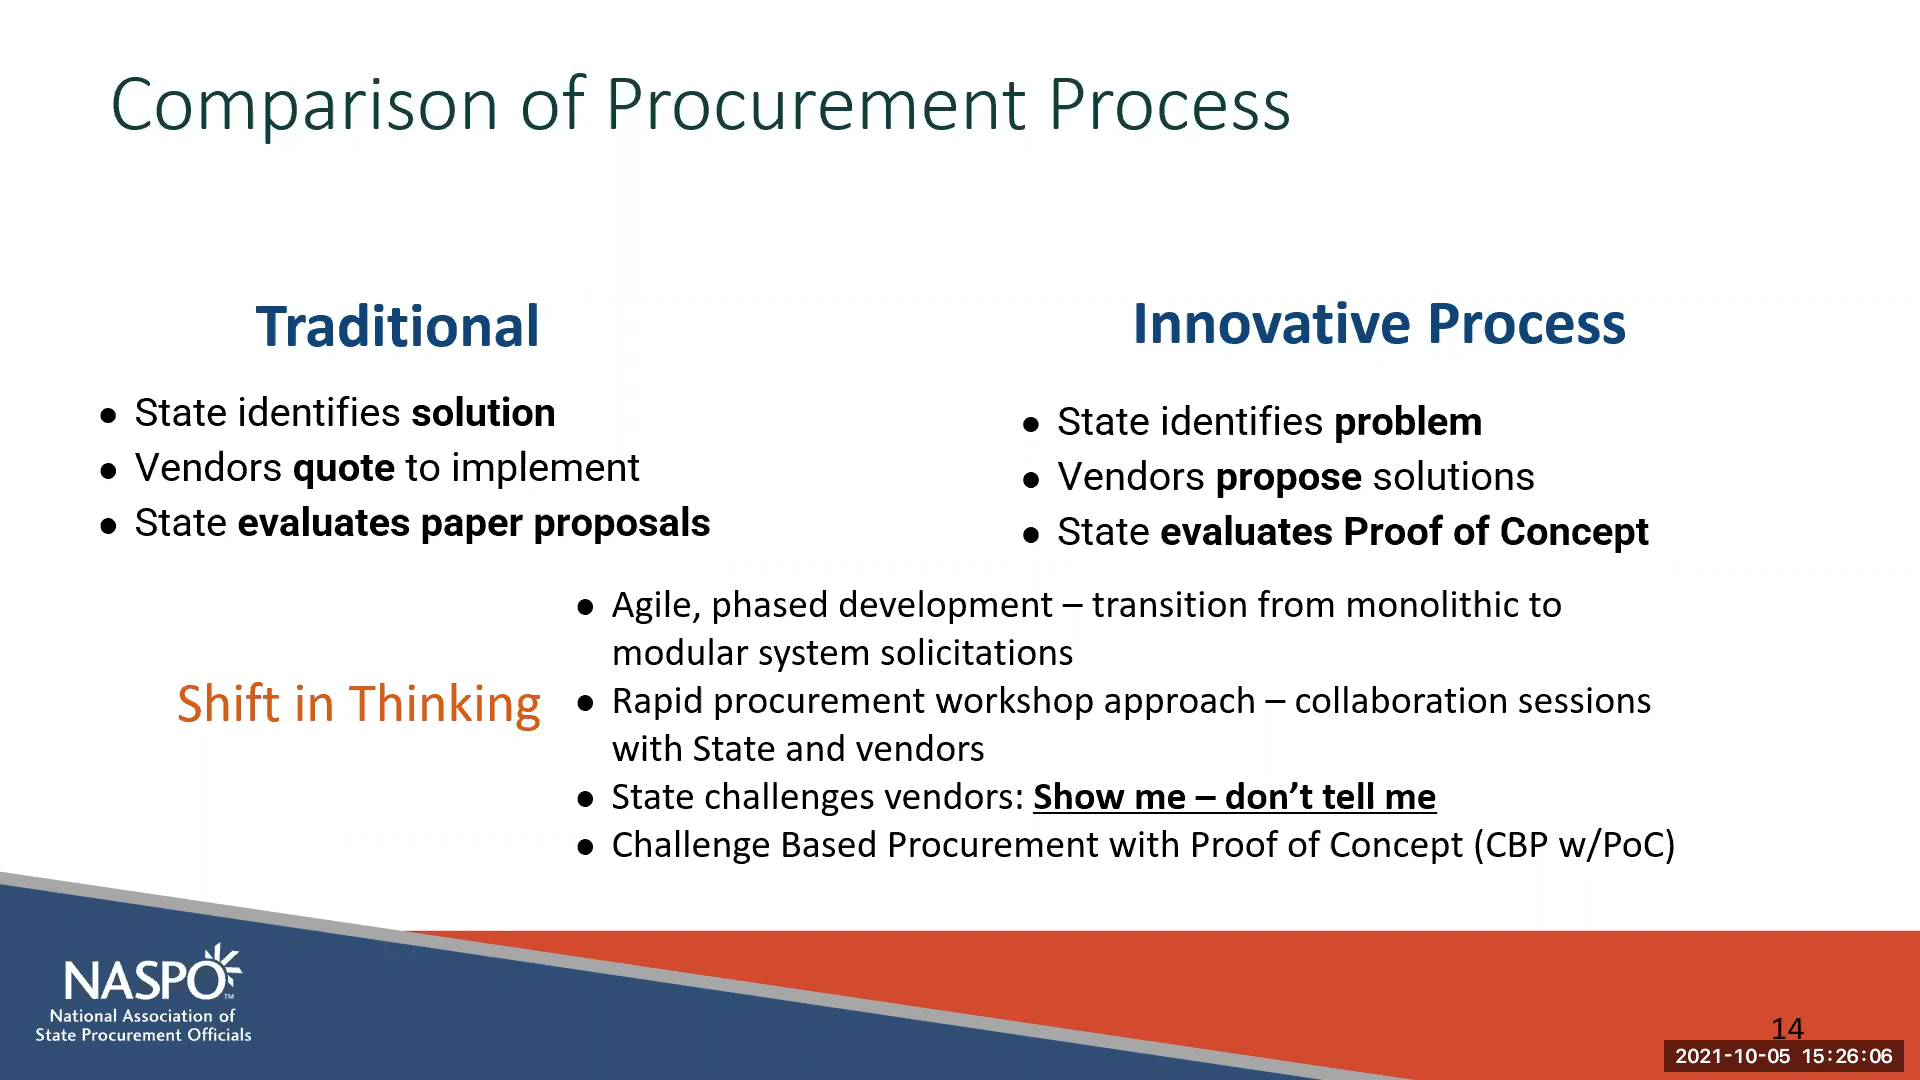 Comparison of Procurement Process
Traditional
● State identifies solution
● Vendors quote to implement
● State evaluates paper proposals
Innovative Process
● State identifies problem
● Vendors propose solutions
● State evaluates Proof of Concept
Shift in Thinking
● Agile, phased development – transition from monolithic to
modular system solicitations
● Rapid procurement workshop approach – collaboration sessions
with State and vendors
● State challenges vendors: Show me – don’t tell me
● Challenge Based Procurement with Proof of Concept (CBP w/PoC)
NASPO™
National Association of
State Procurement Officials
14
2021-10-05 15:26:06